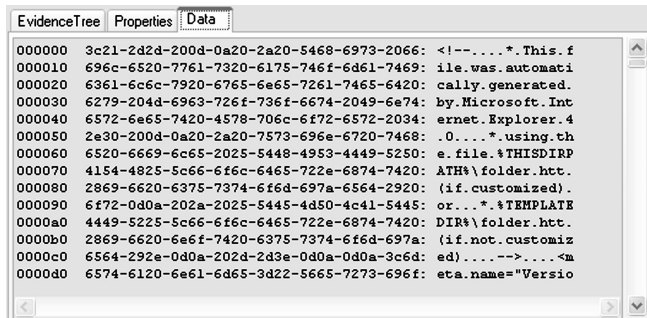 EvidenceTree Properties Data
000000 3c21-2d2d-200d-0a20-2a20-5468-6973-2066: <!--....*.This.f
000010 696c-6520-7761-7320-6175-746f-6d61-7469: ile.was.automati
000020 6361-6c6c-7920-6765-6e65-7261-7465-6420: cally.generated.
000030 6279-204d-6963-726f-736f-6674-2049-6e74: by.Microsoft.Int
000040 6572-6e65-7420-4578-706c-6f72-6572-2034: ernet.Explorer.4
000050 2e30-200d-0a20-2a20-7573-696e-6720-7468: .0....*.using.th
000060 6520-6669-6c65-2025-5448-4953-4449-5250: e.file.%THISDIRP
000070 4154-4825-5c66-6f6c-6465-722e-6874-7420: ATH%\folder.htt.
000080 2869-6620-6375-7374-6f6d-697a-6564-2920: (if.customized).
000090 6f72-0d0a-202a-2025-5445-4d50-4c41-5445: or...*.%TEMPLATE
0000a0 4449-5225-5c66-6f6c-6465-722e-6874-7420: DIR%\folder.htt.
0000b0 2869-6620-6e6f-7420-6375-7374-6f6d-697a: (if.not.customiz
0000c0 6564-292e-0d0a-202d-2d3e-0d0a-0d0a-3c6d: ed)....-->....<m
0000d0 6574-6120-6e61-6d65-3d22-5665-7273-696f: eta.name="Versio